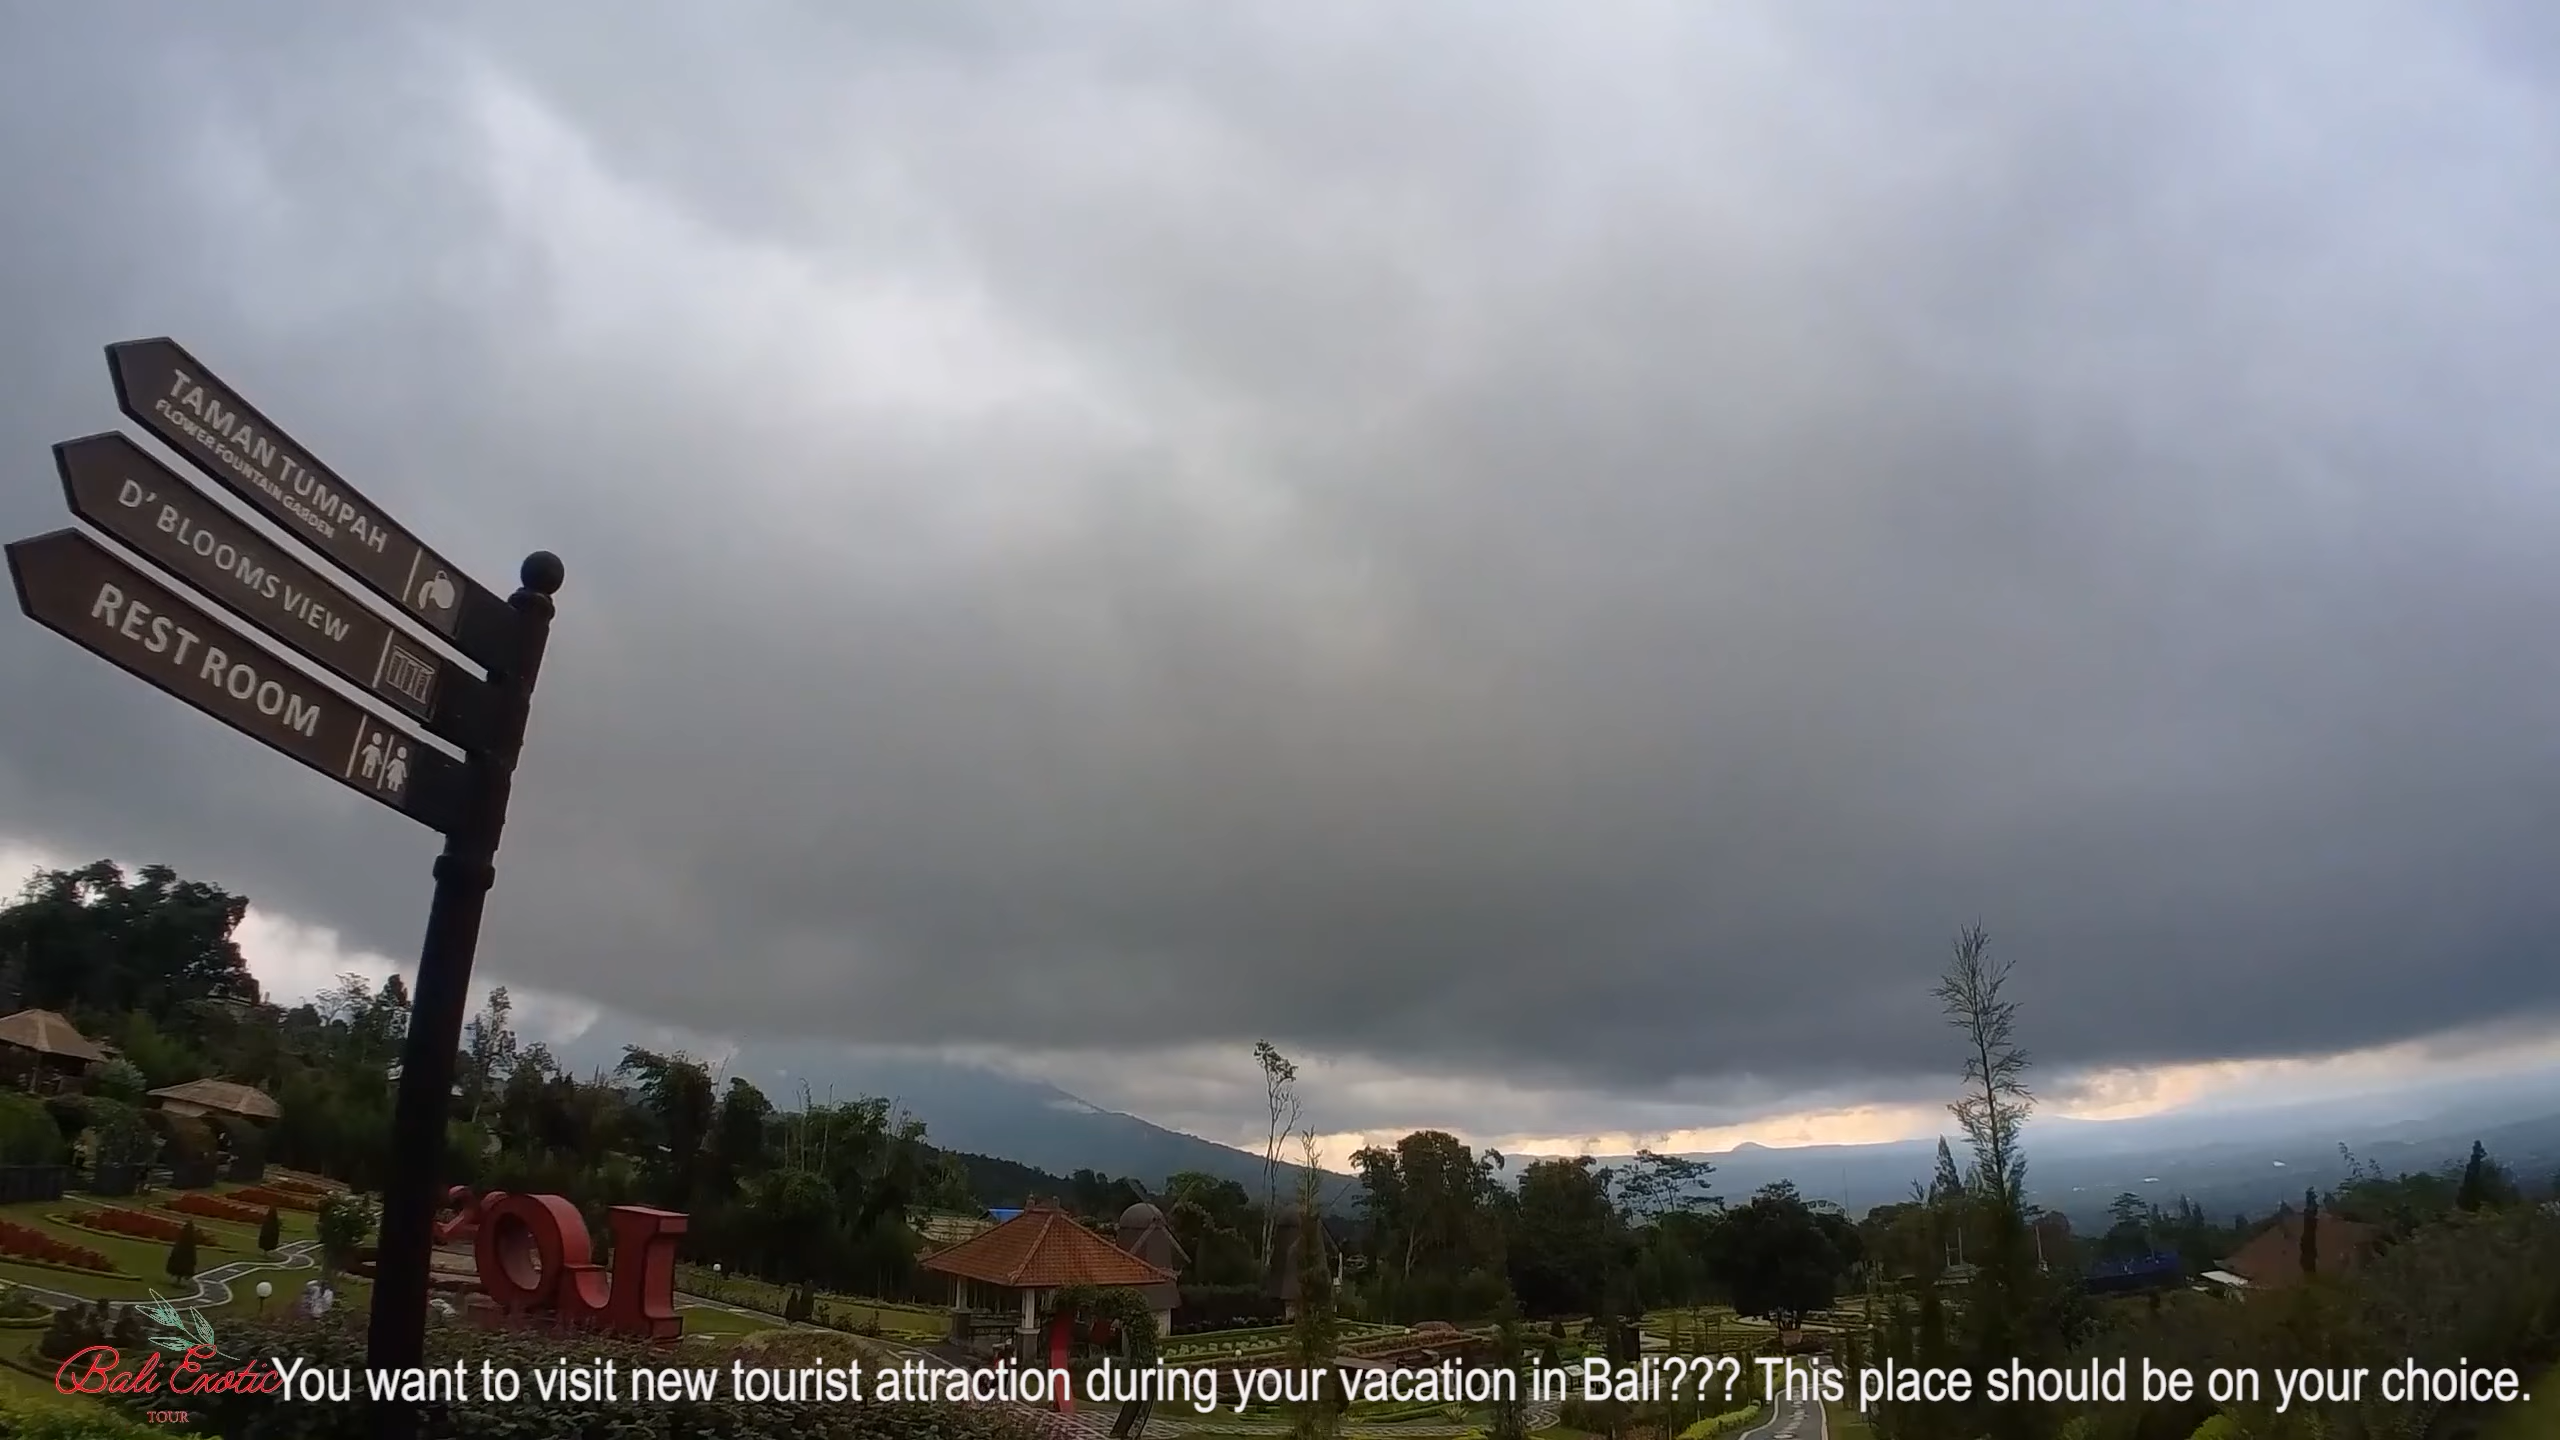 TAMAN TUMPAH
FLOWER FOUNTAIN GARDEN
D' BLOOMS VIEW
REST ROOM
Bali Exotic
TOUR
You want to visit new tourist attraction during your vacation in Bali??? This place should be on your choice.